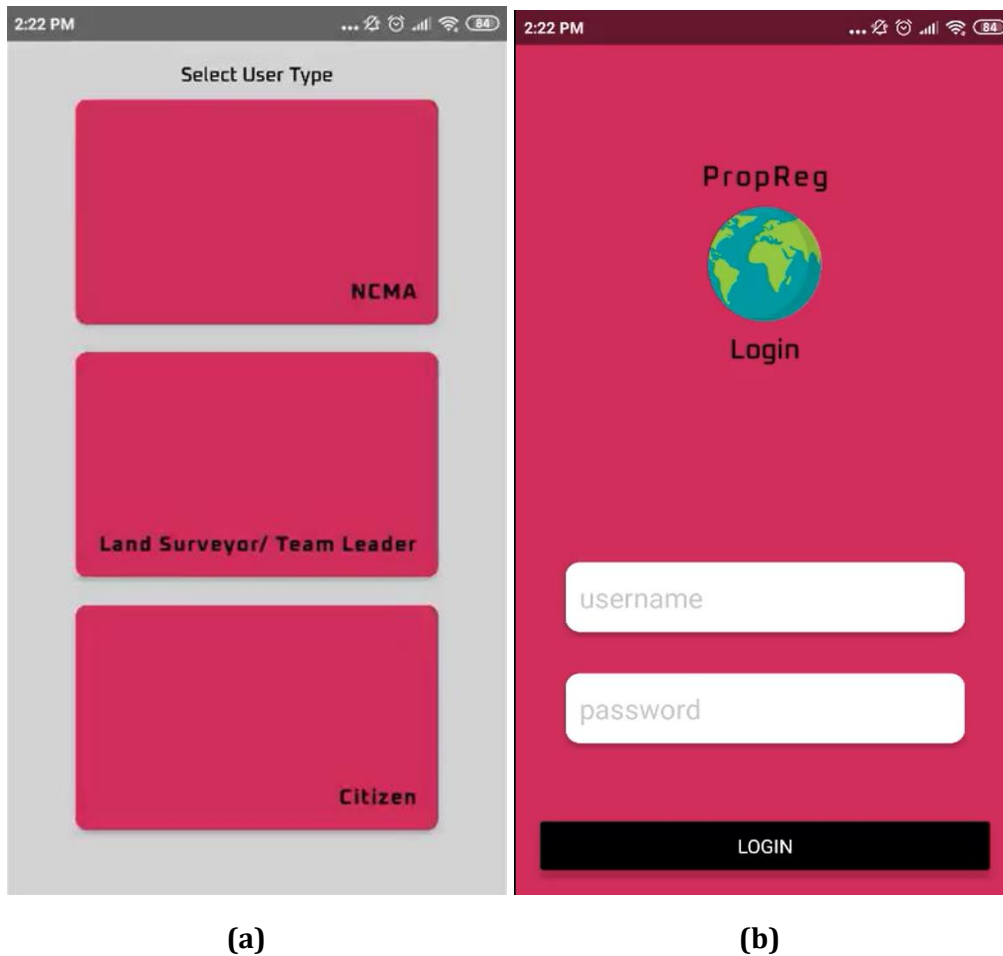 2:22 PM ... 84
Select User Type
NCMA
Land Surveyor/ Team Leader
Citizen
(a)
2:22 PM ... 84
PropReg
Login
username
password
LOGIN
(b)